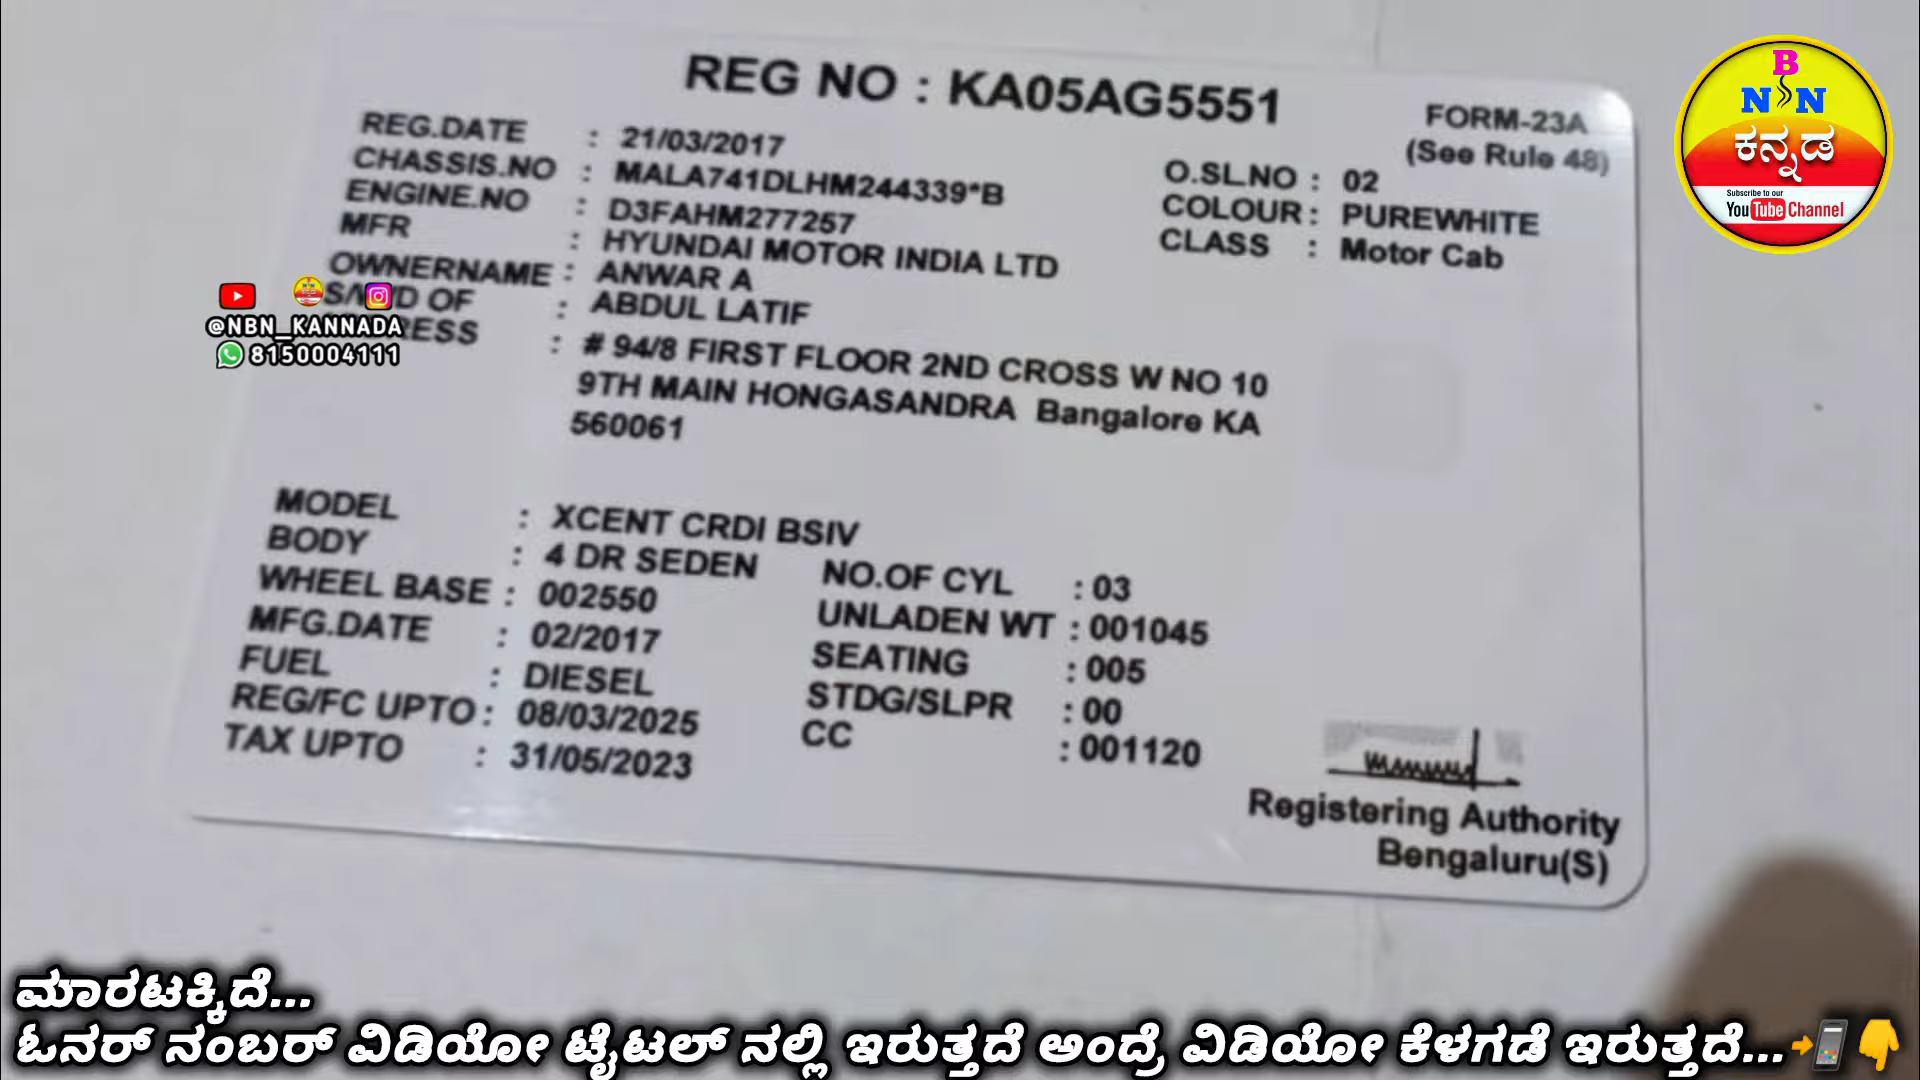 REG NO : KA05AG5551
FORM-23A
(See Rule 48)
REG.DATE : 21/03/2017
CHASSIS.NO : MALA741DLHM244339*B
O.SL.NO : 02
ENGINE.NO : D3FAHM277257
COLOUR : PUREWHITE
MFR : HYUNDAI MOTOR INDIA LTD
CLASS : Motor Cab
OWNERNAME : ANWAR A
D OF : ABDUL LATIF
: # 94/8 FIRST FLOOR 2ND CROSS W NO 10
9TH MAIN HONGASANDRA Bangalore KA
560061
MODEL : XCENT CRDI BSIV
BODY : 4 DR SEDEN
NO.OF CYL : 03
WHEEL BASE : 002550
UNLADEN WT : 001045
MFG.DATE : 02/2017
SEATING : 005
FUEL : DIESEL
STDG/SLPR : 00
REG/FC UPTO : 08/03/2025
CC : 001120
TAX UPTO : 31/05/2023
Registering Authority
Bengaluru(S)
B
N N
ಕನ್ನಡ
Subscribe to our
YouTube Channel
@NBN_KANNADA
8150004111
ಮಾರಟಕ್ಕಿದೆ...
ಓನರ್ ನಂಬರ್ ವಿಡಿಯೋ ಟೈಟಲ್ ನಲ್ಲಿ ಇರುತ್ತದೆ ಅಂದ್ರೆ ವಿಡಿಯೋ ಕೆಳಗಡೆ ಇರುತ್ತದೆ...